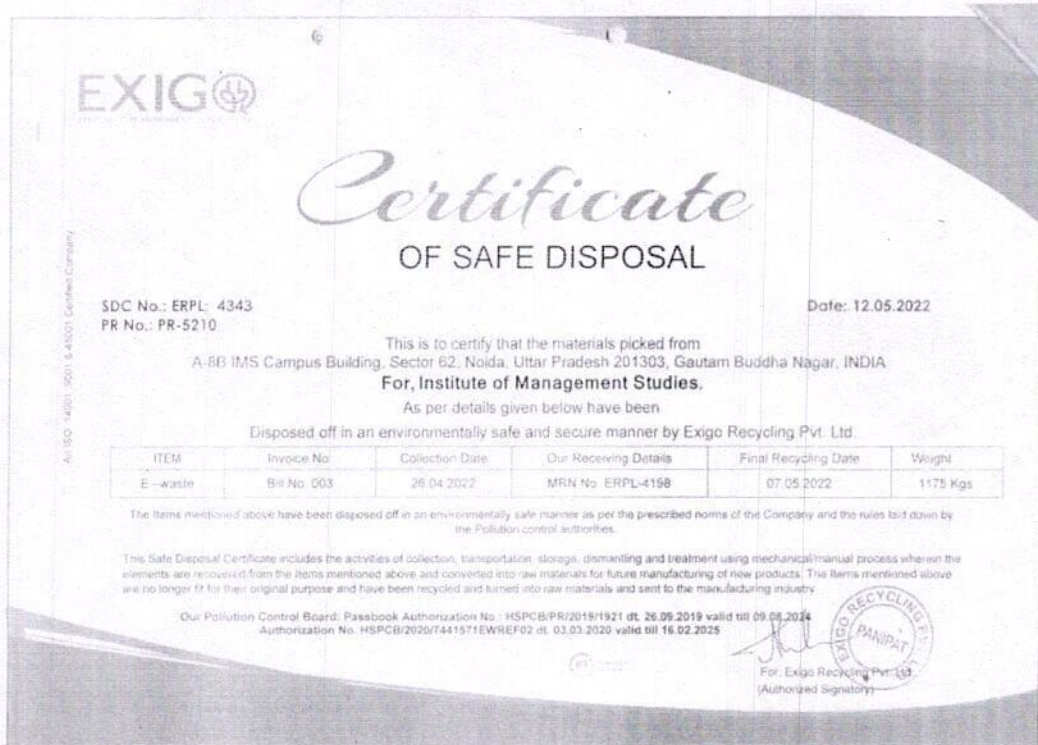 EXIGO
Certificate
OF SAFE DISPOSAL
SDC No.: ERPL: 4343
Date: 12.05.2022
PR No.: PR-5210
This is to certify that the materials picked from
A-8B IMS Campus Building, Sector 62, Noida, Uttar Pradesh 201303, Gautam Buddha Nagar, INDIA
For, Institute of Management Studies.
As per details given below have been
Disposed off in an environmentally safe and secure manner by Exigo Recycling Pvt. Ltd.
ITEM Invoice No Collection Date Our Receiving Details Final Recycling Date Weight
E -waste Bill No. 003 26.04.2022 MRN No. ERPL-4198 07.05.2022 1175 Kgs
The Items mentioned above have been disposed off in an environmentally safe manner as per the prescribed norms of the Company and the rules laid down by
the Pollution control authorities.
This Safe Disposal Certificate includes the activities of collection, transportation, storage, dismantling and treatment using mechanical/manual process wherein the
elements are recovered from the items mentioned above and converted into raw materials for future manufacturing of new products. The Items mentioned above
are no longer fit for their original purpose and have been recycled and turned into raw materials and sent to the manufacturing industry
Our Pollution Control Board: Passbook Authorization No.: HSPCB/PR/2019/1921 dt. 26.09.2019 valid till 09.08.2024
Authorization No. HSPCB/2020/7441571EWREF02 dt. 03.03.2020 valid till 16.02.2025
EXIGO RECYCLING PVT. LTD.
PANIPAT
For, Exigo Recycling Pvt. Ltd.
(Authorized Signatory)
An ISO 14001, 9001 & 45001 Certified Company